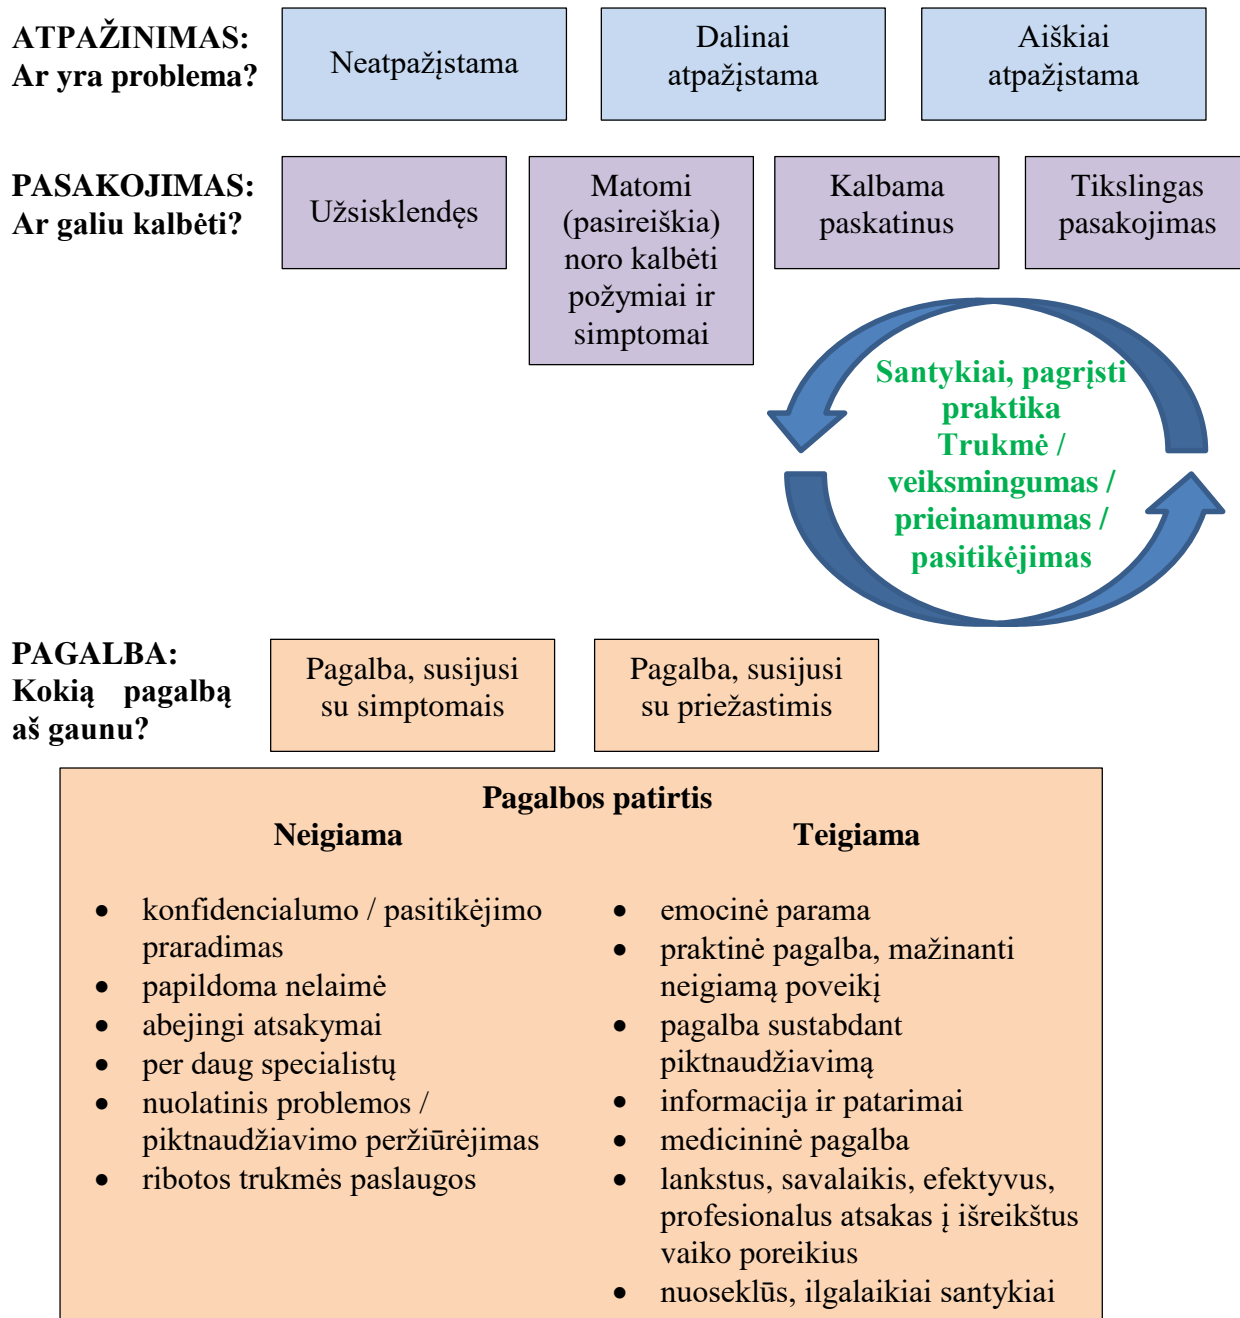 ATPAŽINIMAS:
Ar yra problema?
Neatpažįstama
Dalinai
atpažįstama
Aiškiai
atpažįstama
PASAKOJIMAS:
Ar galiu kalbėti?
Užsisklendęs
Matomi
(pasireiškia)
noro kalbėti
požymiai ir
simptomai
Kalbama
paskatinus
Tikslingas
pasakojimas
Santykiai, pagrįsti
praktika
Trukmė /
veiksmingumas /
prieinamumas /
pasitikėjimas
PAGALBA:
Kokią pagalbą
aš gaunu?
Pagalba, susijusi
su simptomais
Pagalba, susijusi
su priežastimis
Pagalbos patirtis
Neigiama
• konfidencialumo / pasitikėjimo
praradimas
• papildoma nelaimė
• abejingi atsakymai
• per daug specialistų
• nuolatinis problemos /
piktnaudžiavimo peržiūrėjimas
• ribotos trukmės paslaugos
Teigiama
• emocinė parama
• praktinė pagalba, mažinanti
neigiamą poveikį
• pagalba sustabdant
piktnaudžiavimą
• informacija ir patarimai
• medicininė pagalba
• lankstus, savalaikis, efektyvus,
profesionalus atsakas į išreikštus
vaiko poreikius
• nuoseklūs, ilgalaikiai santykiai